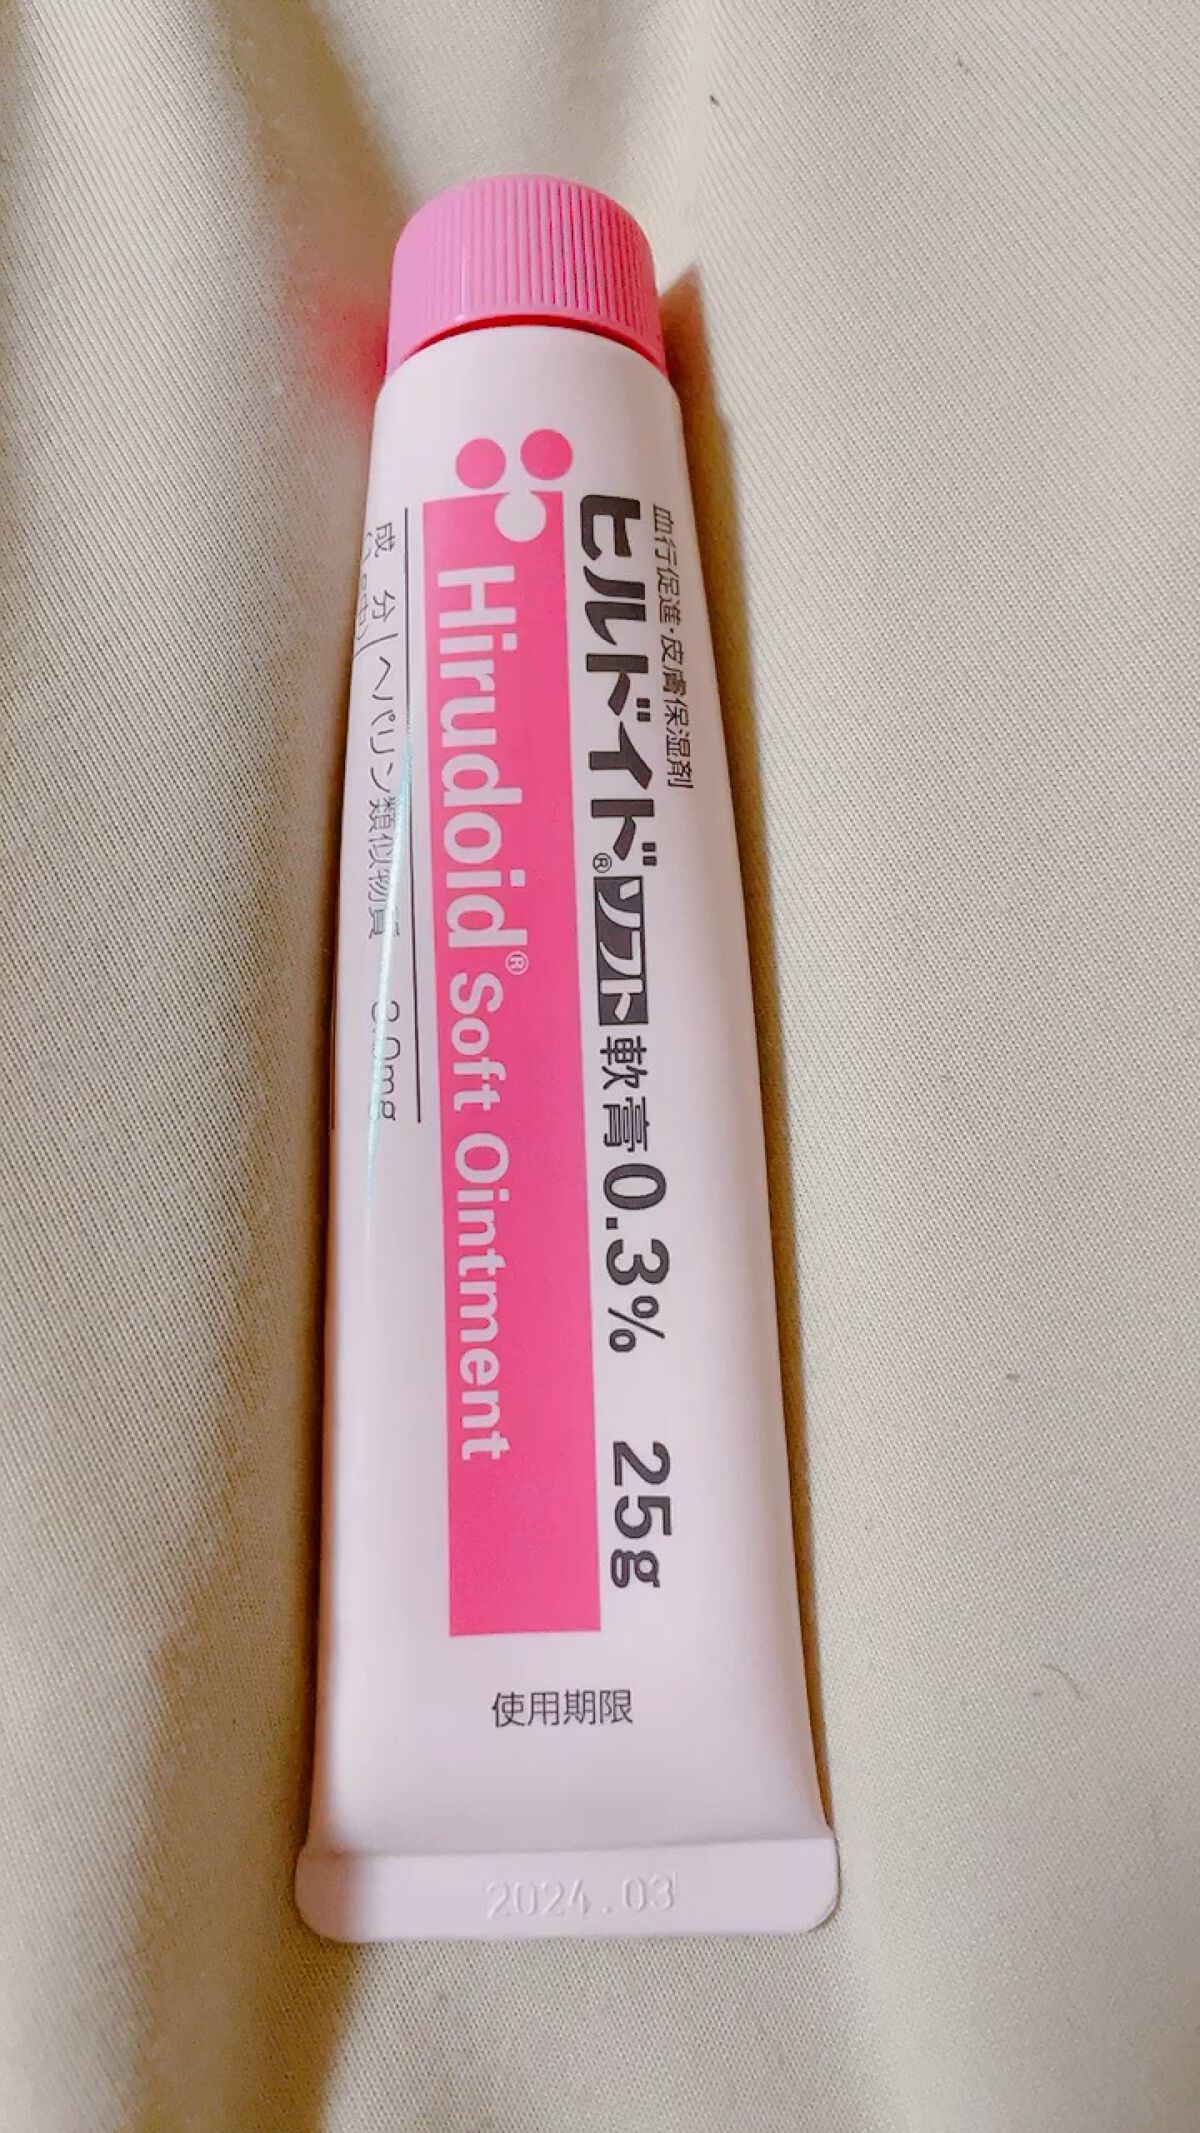 血行促進・皮膚保湿剤
ヒルドイド®ソフト軟膏0.3% 25g
Hirudoid® Soft Ointment
成分 ヘパリン類似物質 3.0mg
使用期限
2024.03